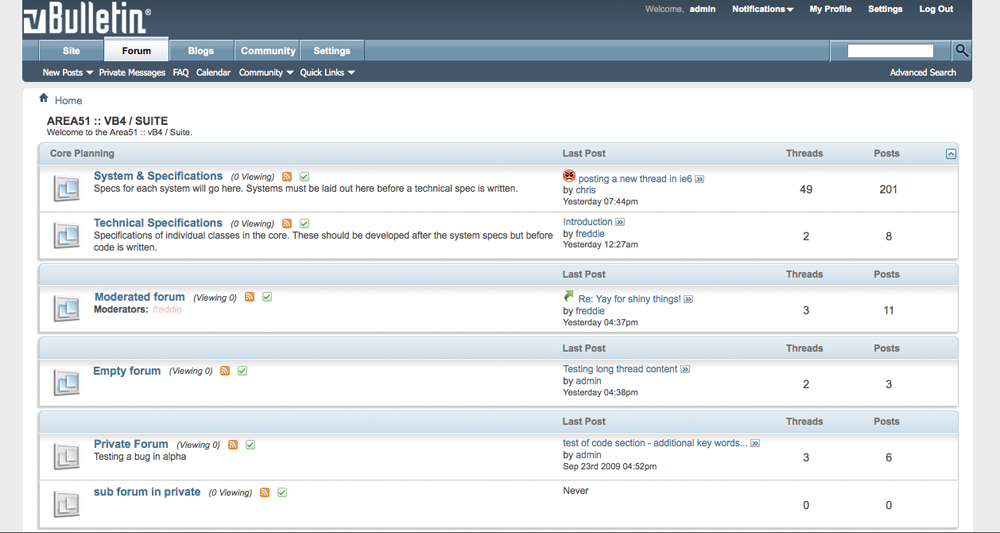 vBulletin®
Welcome, admin Notifications My Profile Settings Log Out
Site Forum Blogs Community Settings
New Posts Private Messages FAQ Calendar Community Quick Links Advanced Search
Home
AREA51 :: VB4 / SUITE
Welcome to the Area51 :: vB4 / Suite.
Core Planning Last Post Threads Posts
System & Specifications (0 Viewing)
Specs for each system will go here. Systems must be laid out here before a technical spec is written.
posting a new thread in ie6
by chris
Yesterday 07:44pm
49 201
Technical Specifications (0 Viewing)
Specifications of individual classes in the core. These should be developed after the system specs but before
code is written.
Introduction
by freddie
Yesterday 12:27am
2 8
Last Post Threads Posts
Moderated forum (Viewing 0)
Moderators: freddie
Re: Yay for shiny things!
by freddie
Yesterday 04:37pm
3 11
Last Post Threads Posts
Empty forum (Viewing 0)
Testing long thread content
by admin
Yesterday 04:38pm
2 3
Last Post Threads Posts
Private Forum (Viewing 0)
Testing a bug in alpha
test of code section - additional key words...
by admin
Sep 23rd 2009 04:52pm
3 6
sub forum in private (0 Viewing)
Never
0 0